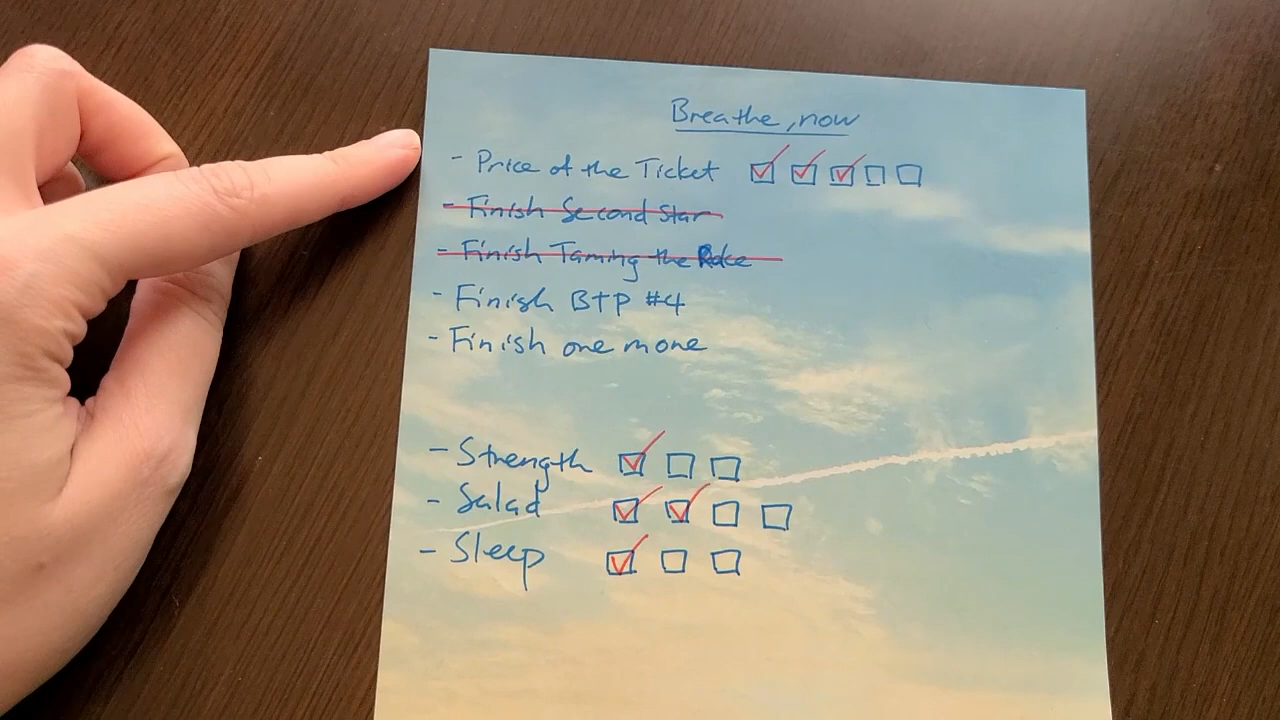 Breathe, now
- Price of the Ticket ☑ ☑ ☑ ☐ ☐
- Finish Second Star
- Finish Taming the
- Finish BTP #4
- Finish one more
- Strength ☑ ☐ ☐
- Salad ☑ ☑ ☐ ☐
- Sleep ☑ ☐ ☐